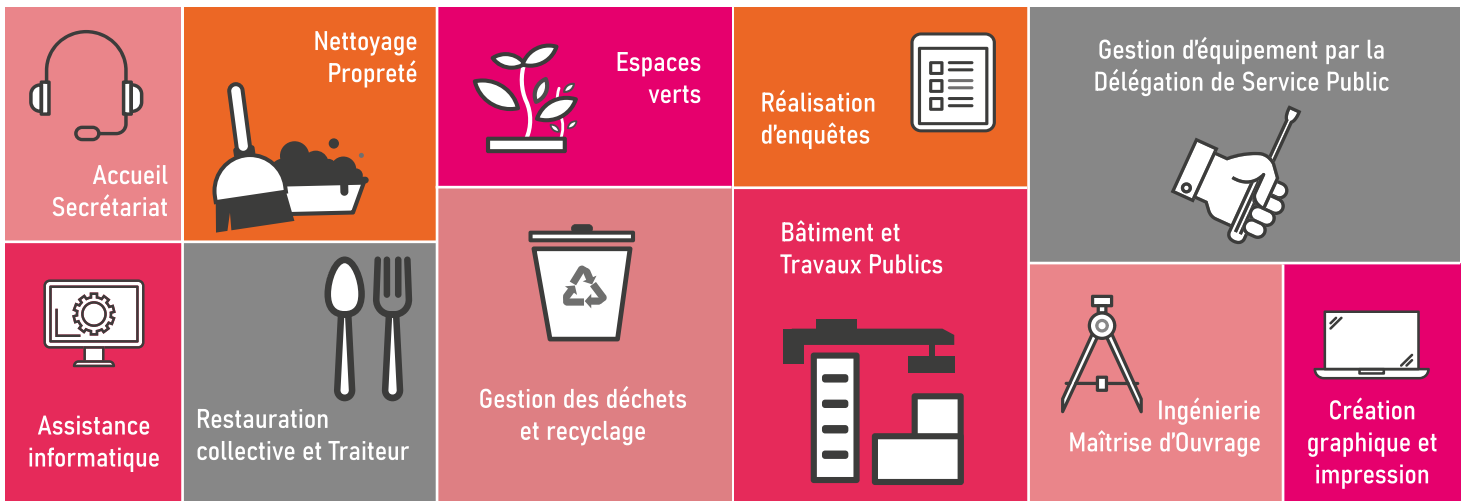 Accueil
Secrétariat
Nettoyage
Propreté
Espaces
verts
Réalisation
d'enquêtes
Gestion d'équipement par la
Délégation de Service Public
Assistance
informatique
Restauration
collective et Traiteur
Gestion des déchets
et recyclage
Bâtiment et
Travaux Publics
Ingénierie
Maîtrise d'Ouvrage
Création
graphique et
impression